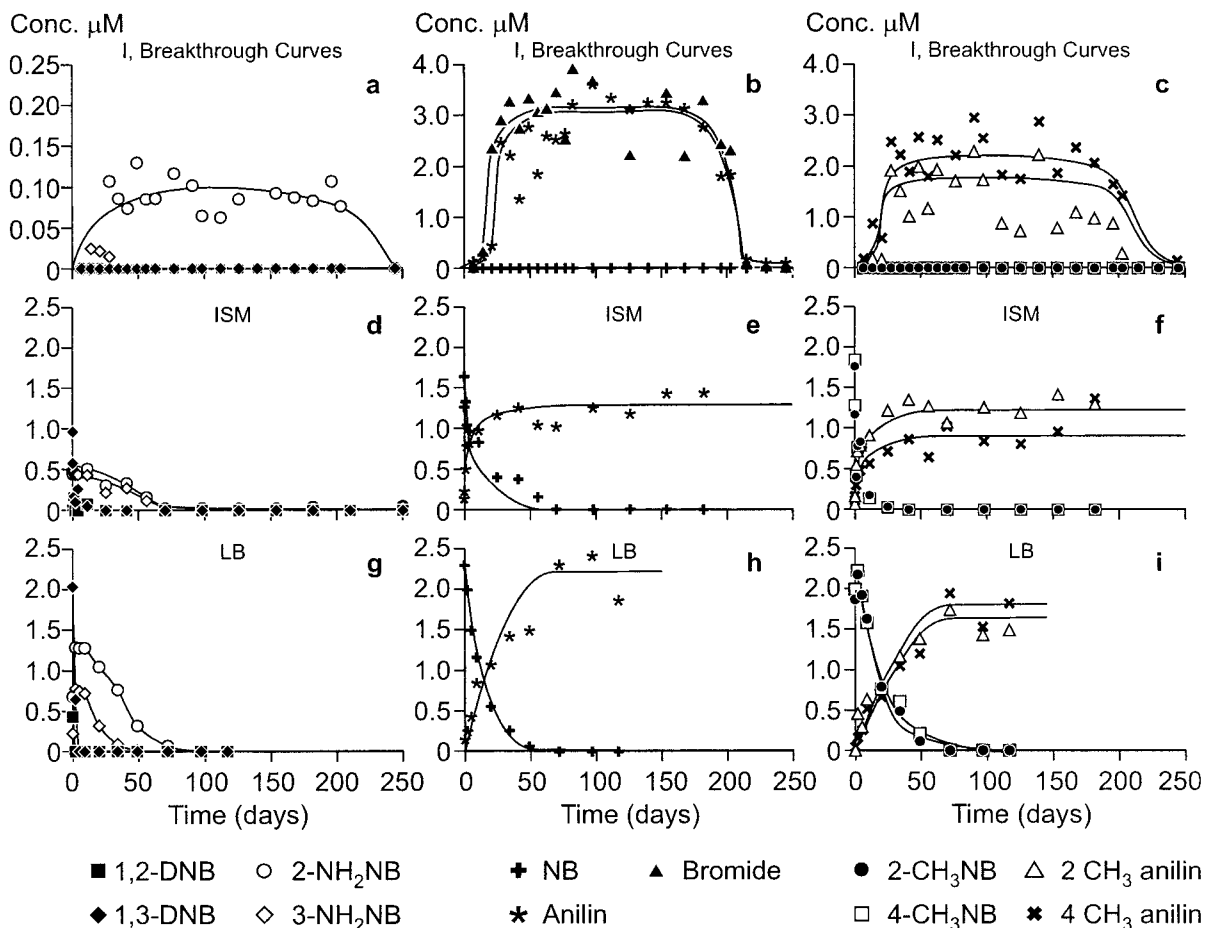 Conc. μM Conc. μM Conc. μM
I, Breakthrough Curves I, Breakthrough Curves I, Breakthrough Curves
a b c
0.25 0.20 0.15 0.10 0.05 0
4.0 3.0 2.0 1.0 0
4.0 3.0 2.0 1.0 0
ISM ISM ISM
d e f
2.5 2.0 1.5 1.0 0.5 0
2.5 2.0 1.5 1.0 0.5 0
2.5 2.0 1.5 1.0 0.5 0
LB LB LB
g h i
2.5 2.0 1.5 1.0 0.5 0
2.5 2.0 1.5 1.0 0.5 0
2.5 2.0 1.5 1.0 0.5 0
0 50 100 150 200 250 0 50 100 150 200 250 0 50 100 150 200 250
Time (days) Time (days) Time (days)
1,2-DNB 2-NH₂NB NB Bromide 2-CH₃NB 2 CH₃ anilin
1,3-DNB 3-NH₂NB Anilin 4-CH₃NB 4 CH₃ anilin